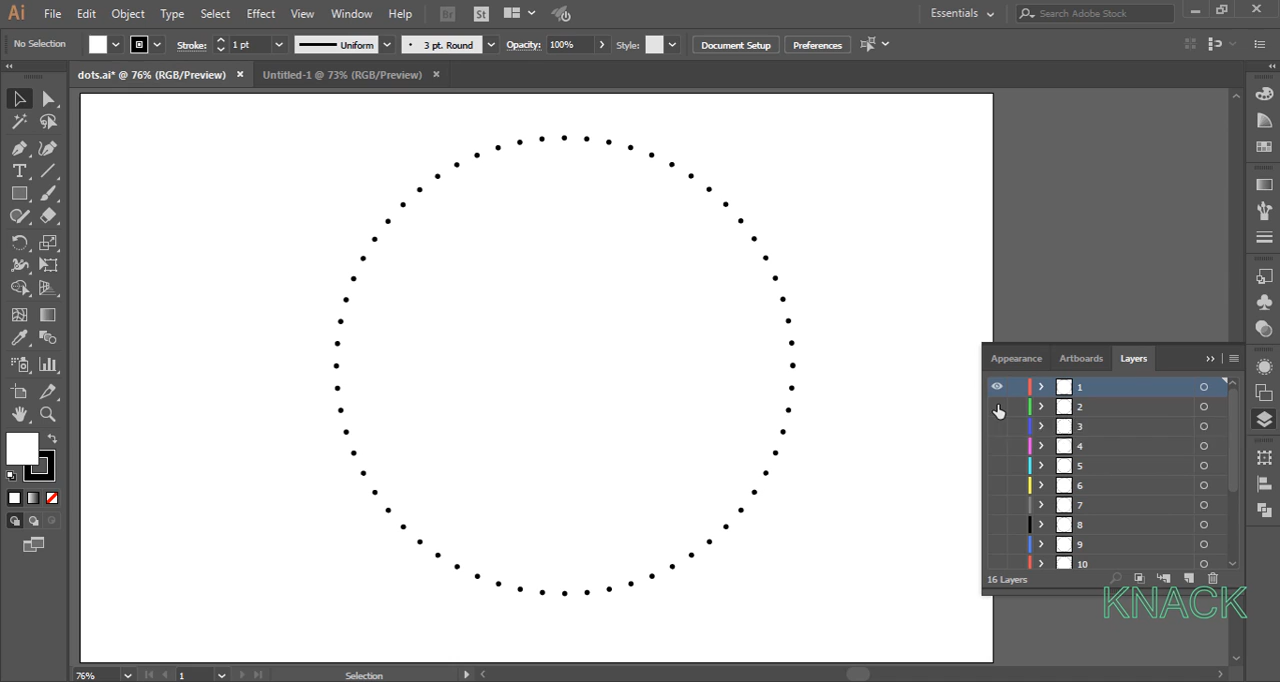 Ai File Edit Object Type Select Effect View Window Help Br St Essentials Search Adobe Stock
No Selection Stroke: 1 pt Uniform 3 pt. Round Opacity: 100% Style: Document Setup Preferences
dots.ai* @ 76% (RGB/Preview) Untitled-1 @ 73% (RGB/Preview)
Appearance Artboards Layers
1
2
3
4
5
6
7
8
9
10
16 Layers
KNACK
76% 1 Selection